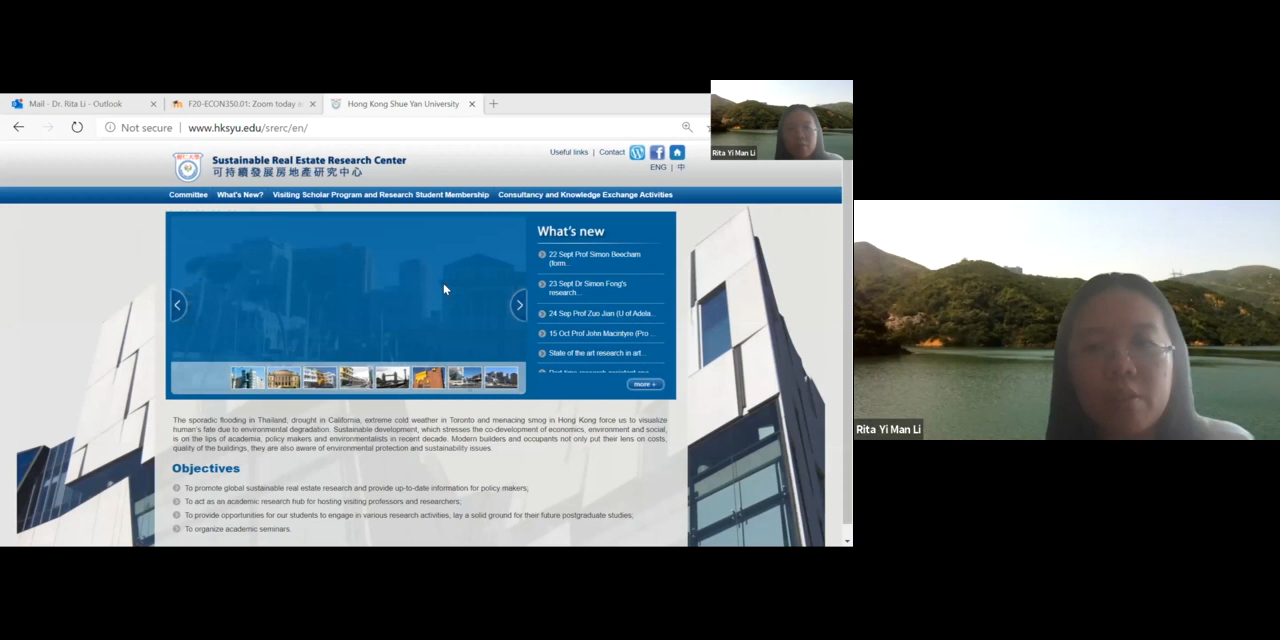 Mail - Dr. Rita Li - Outlook
F20-ECON350.01: Zoom today a
Hong Kong Shue Yan University
Not secure | www.hksyu.edu/srerc/en/
Rita Yi Man Li
Sustainable Real Estate Research Center
可持續發展房地產研究中心
Useful links | Contact
ENG | 中
Committee What's New? Visiting Scholar Program and Research Student Membership Consultancy and Knowledge Exchange Activities
What's new
22 Sept Prof Simon Beecham
(form...
23 Sept Dr Simon Fong's
research...
24 Sep Prof Zuo Jian (U of Adela...
15 Oct Prof John Macintyre (Pro ...
State of the art research in art...
more +
The sporadic flooding in Thailand, drought in California, extreme cold weather in Toronto and menacing smog in Hong Kong force us to visualize
human's fate due to environmental degradation. Sustainable development, which stresses the co-development of economics, environment and social,
is on the lips of academia, policy makers and environmentalists in recent decade. Modern builders and occupants not only put their lens on costs,
quality of the buildings, they are also aware of environmental protection and sustainability issues.
Objectives
To promote global sustainable real estate research and provide up-to-date information for policy makers;
To act as an academic research hub for hosting visiting professors and researchers;
To provide opportunities for our students to engage in various research activities, lay a solid ground for their future postgraduate studies;
To organize academic seminars.
Rita Yi Man Li